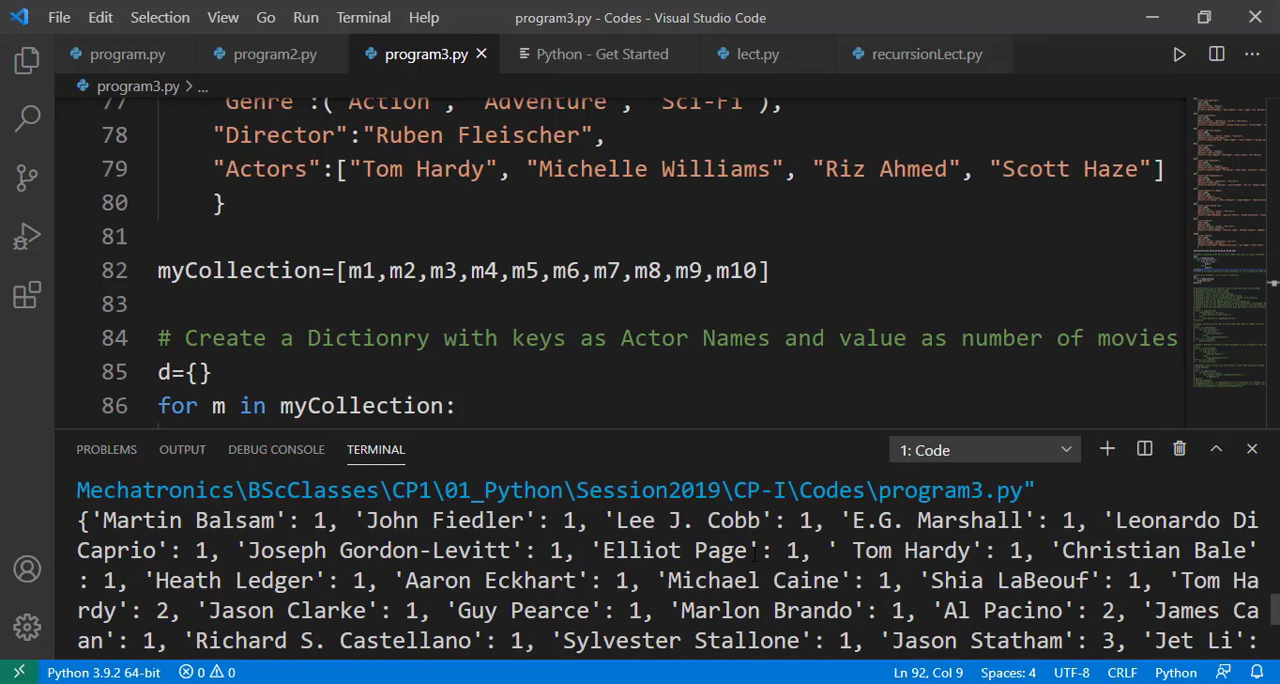 File Edit Selection View Go Run Terminal Help program3.py - Codes - Visual Studio Code
program.py program2.py program3.py Python - Get Started lect.py recurrsionLect.py
program3.py > ...
77 "Genre":("Action", "Adventure", "Sci-Fi"),
78 "Director":"Ruben Fleischer",
79 "Actors":["Tom Hardy", "Michelle Williams", "Riz Ahmed", "Scott Haze"]
80 }
81
82 myCollection=[m1,m2,m3,m4,m5,m6,m7,m8,m9,m10]
83
84 # Create a Dictionry with keys as Actor Names and value as number of movies
85 d={}
86 for m in myCollection:
PROBLEMS OUTPUT DEBUG CONSOLE TERMINAL 1: Code
Mechatronics\BScClasses\CP1\01_Python\Session2019\CP-I\Codes\program3.py"
{'Martin Balsam': 1, 'John Fiedler': 1, 'Lee J. Cobb': 1, 'E.G. Marshall': 1, 'Leonardo Di
Caprio': 1, 'Joseph Gordon-Levitt': 1, 'Elliot Page': 1, ' Tom Hardy': 1, 'Christian Bale'
: 1, 'Heath Ledger': 1, 'Aaron Eckhart': 1, 'Michael Caine': 1, 'Shia LaBeouf': 1, 'Tom Ha
rdy': 2, 'Jason Clarke': 1, 'Guy Pearce': 1, 'Marlon Brando': 1, 'Al Pacino': 2, 'James Ca
an': 1, 'Richard S. Castellano': 1, 'Sylvester Stallone': 1, 'Jason Statham': 3, 'Jet Li':
Python 3.9.2 64-bit 0 0 Ln 92, Col 9 Spaces: 4 UTF-8 CRLF Python